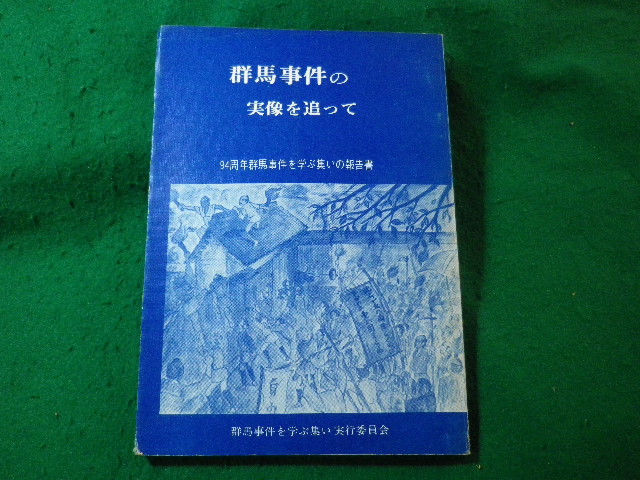 群馬事件の
実像を追って
94周年群馬事件を学ぶ集いの報告書
群馬事件を学ぶ集い実行委員会